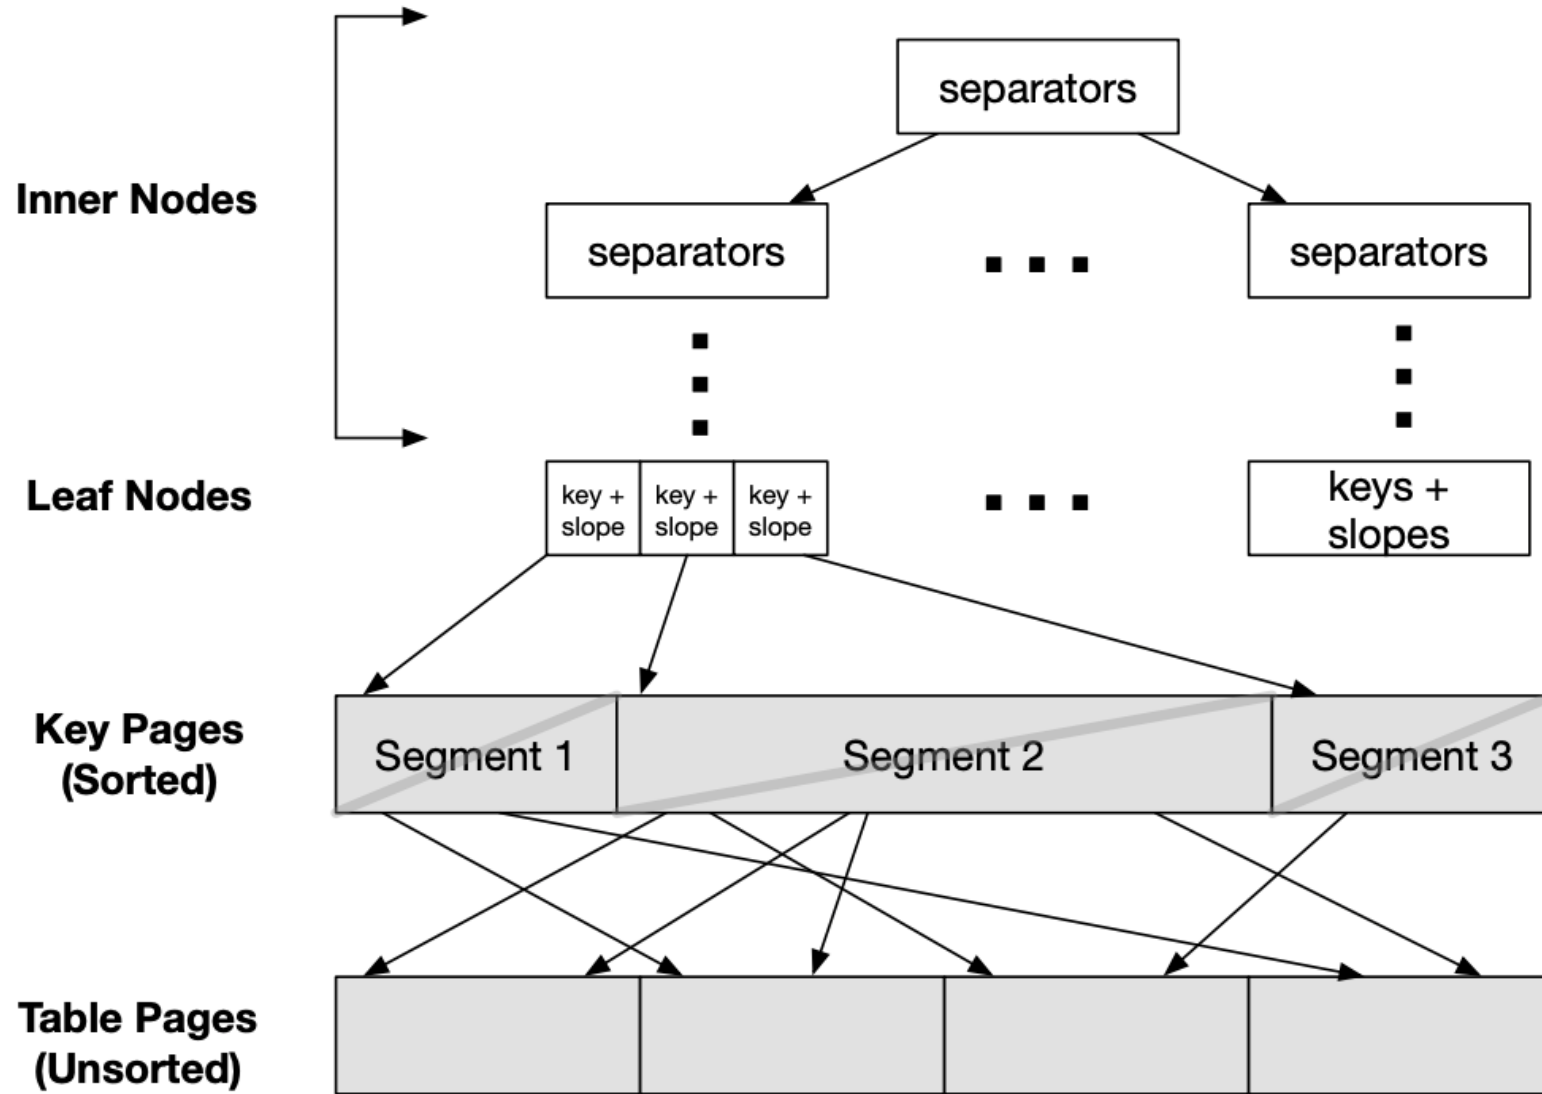 separators
Inner Nodes
separators
separators
Leaf Nodes
key +
slope
key +
slope
key +
slope
keys +
slopes
Key Pages
(Sorted)
Segment 1
Segment 2
Segment 3
Table Pages
(Unsorted)